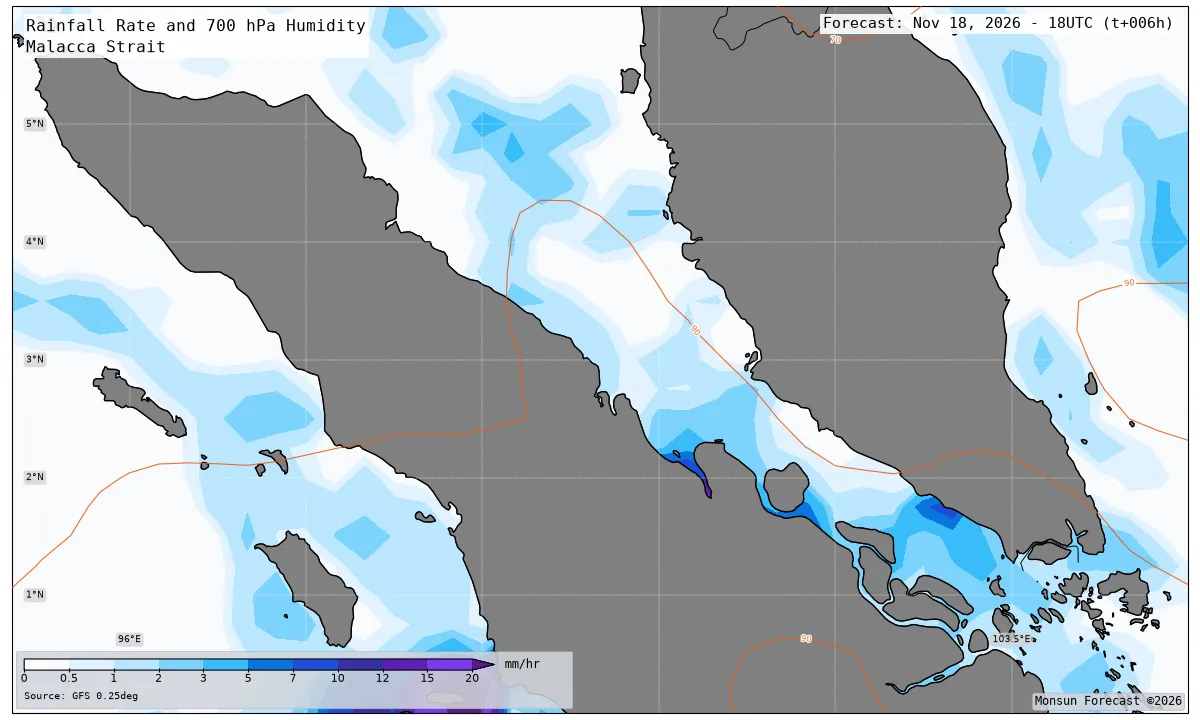 Rainfall Rate and 700 hPa Humidity
Malacca Strait
Forecast: Nov 18, 2026 - 18UTC (t+006h)
70
5°N
4°N
90
90
3°N
2°N
1°N
96°E
103.5°E
90
mm/hr
0 0.5 1 2 3 5 7 10 12 15 20
Source: GFS 0.25deg
Monsun Forecast ©2026